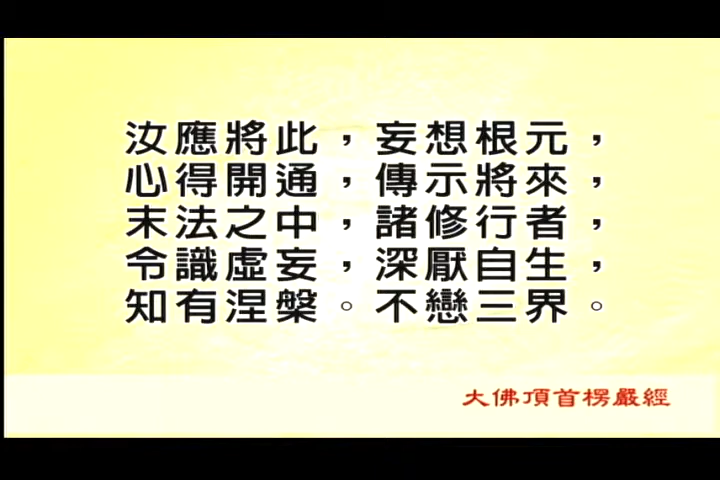 汝應將此，妄想根元，
心得開通，傳示將來，
末法之中，諸修行者，
令識虛妄，深厭自生，
知有涅槃。不戀三界。
大佛頂首楞嚴經